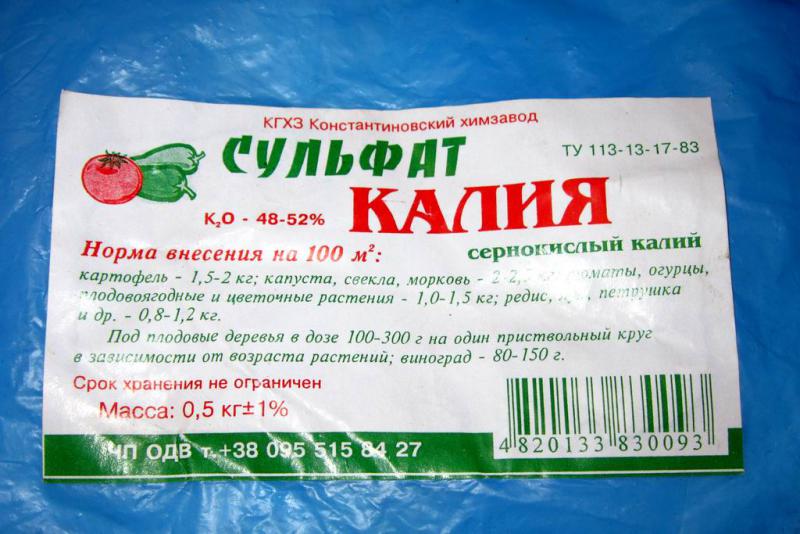 КГХЗ Константиновский химзавод
СУЛЬФАТ
ТУ 113-13-17-83
K₂O - 48-52% КАЛИЯ
Норма внесения на 100 м²:
сернокислый калий
картофель - 1,5-2 кг; капуста, свекла, морковь - томаты, огурцы,
плодовоягодные и цветочные растения - 1,0-1,5 кг; редис, петрушка
и др. - 0,8-1,2 кг.
Под плодовые деревья в дозе 100-300 г на один приствольный круг
в зависимости от возраста растений; виноград - 80-150 г.
Срок хранения не ограничен
Масса: 0,5 кг±1%
ЧП ОДВ т.+38 095 515 84 27
4 820133 830093